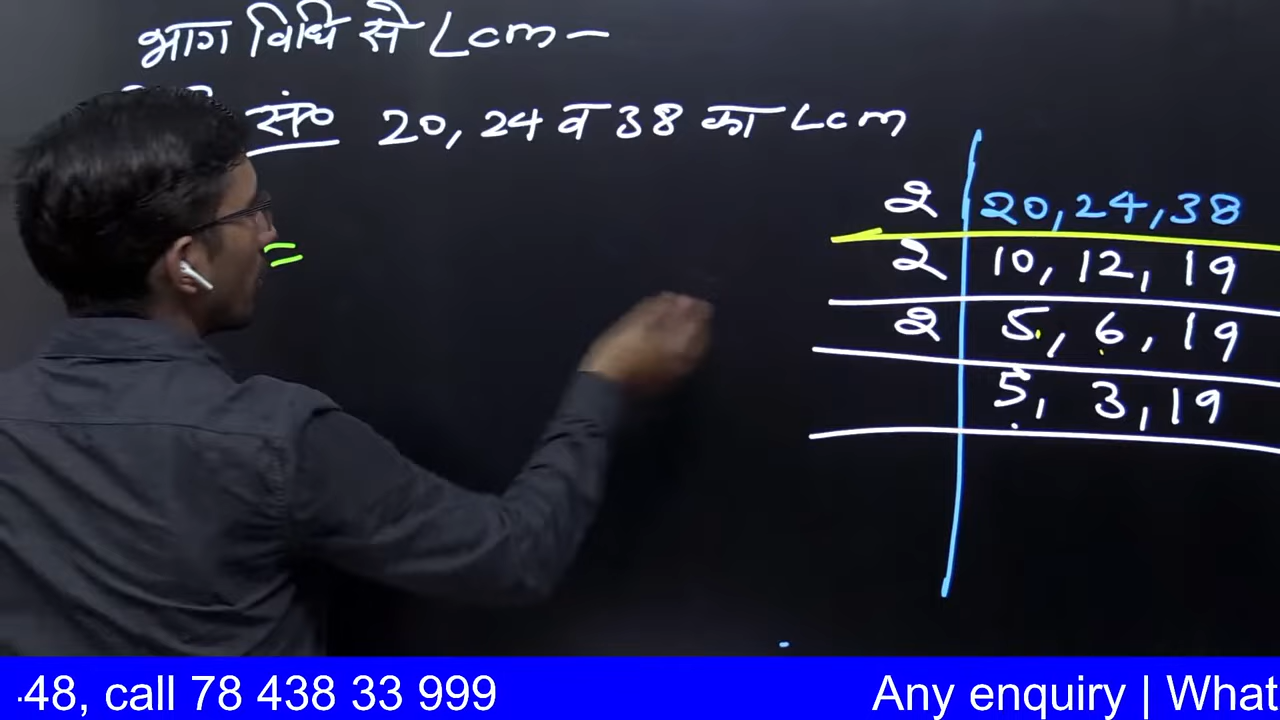 भाग विधि से Lcm –
सं० 20, 24 व 38 का Lcm
2 20, 24, 38
2 10, 12, 19
2 5, 6, 19
5, 3, 19
=
48, call 78 438 33 999
Any enquiry | What